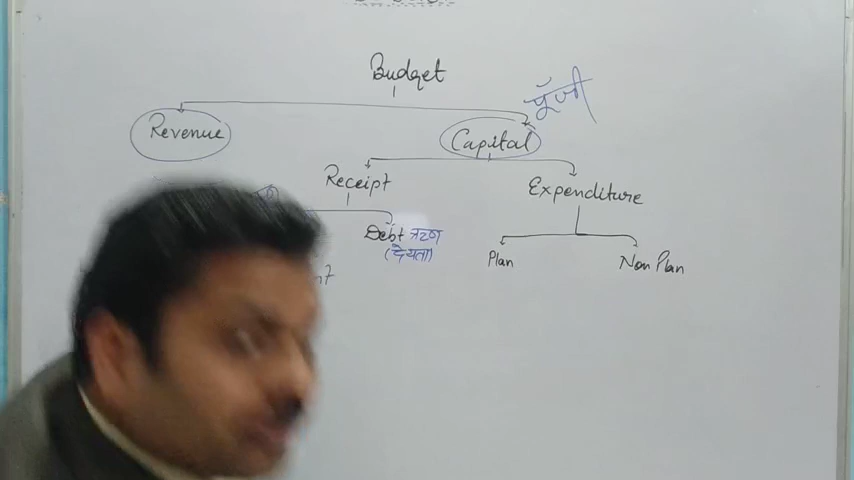 Budget
पूँजी
Revenue
Capital
Receipt
Expenditure
Debt ऋण
(देयता)
Plan
Non Plan